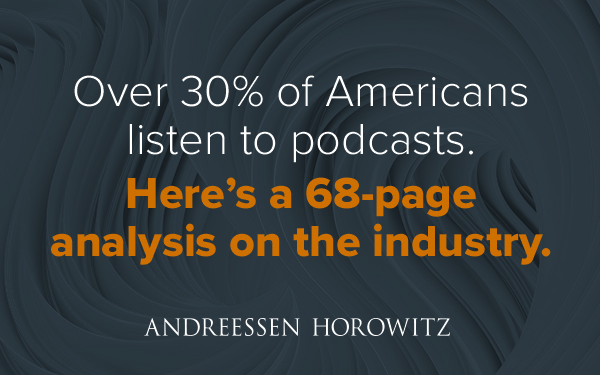 Over 30% of Americans
listen to podcasts.
Here’s a 68-page
analysis on the industry.
ANDREESSEN HOROWITZ